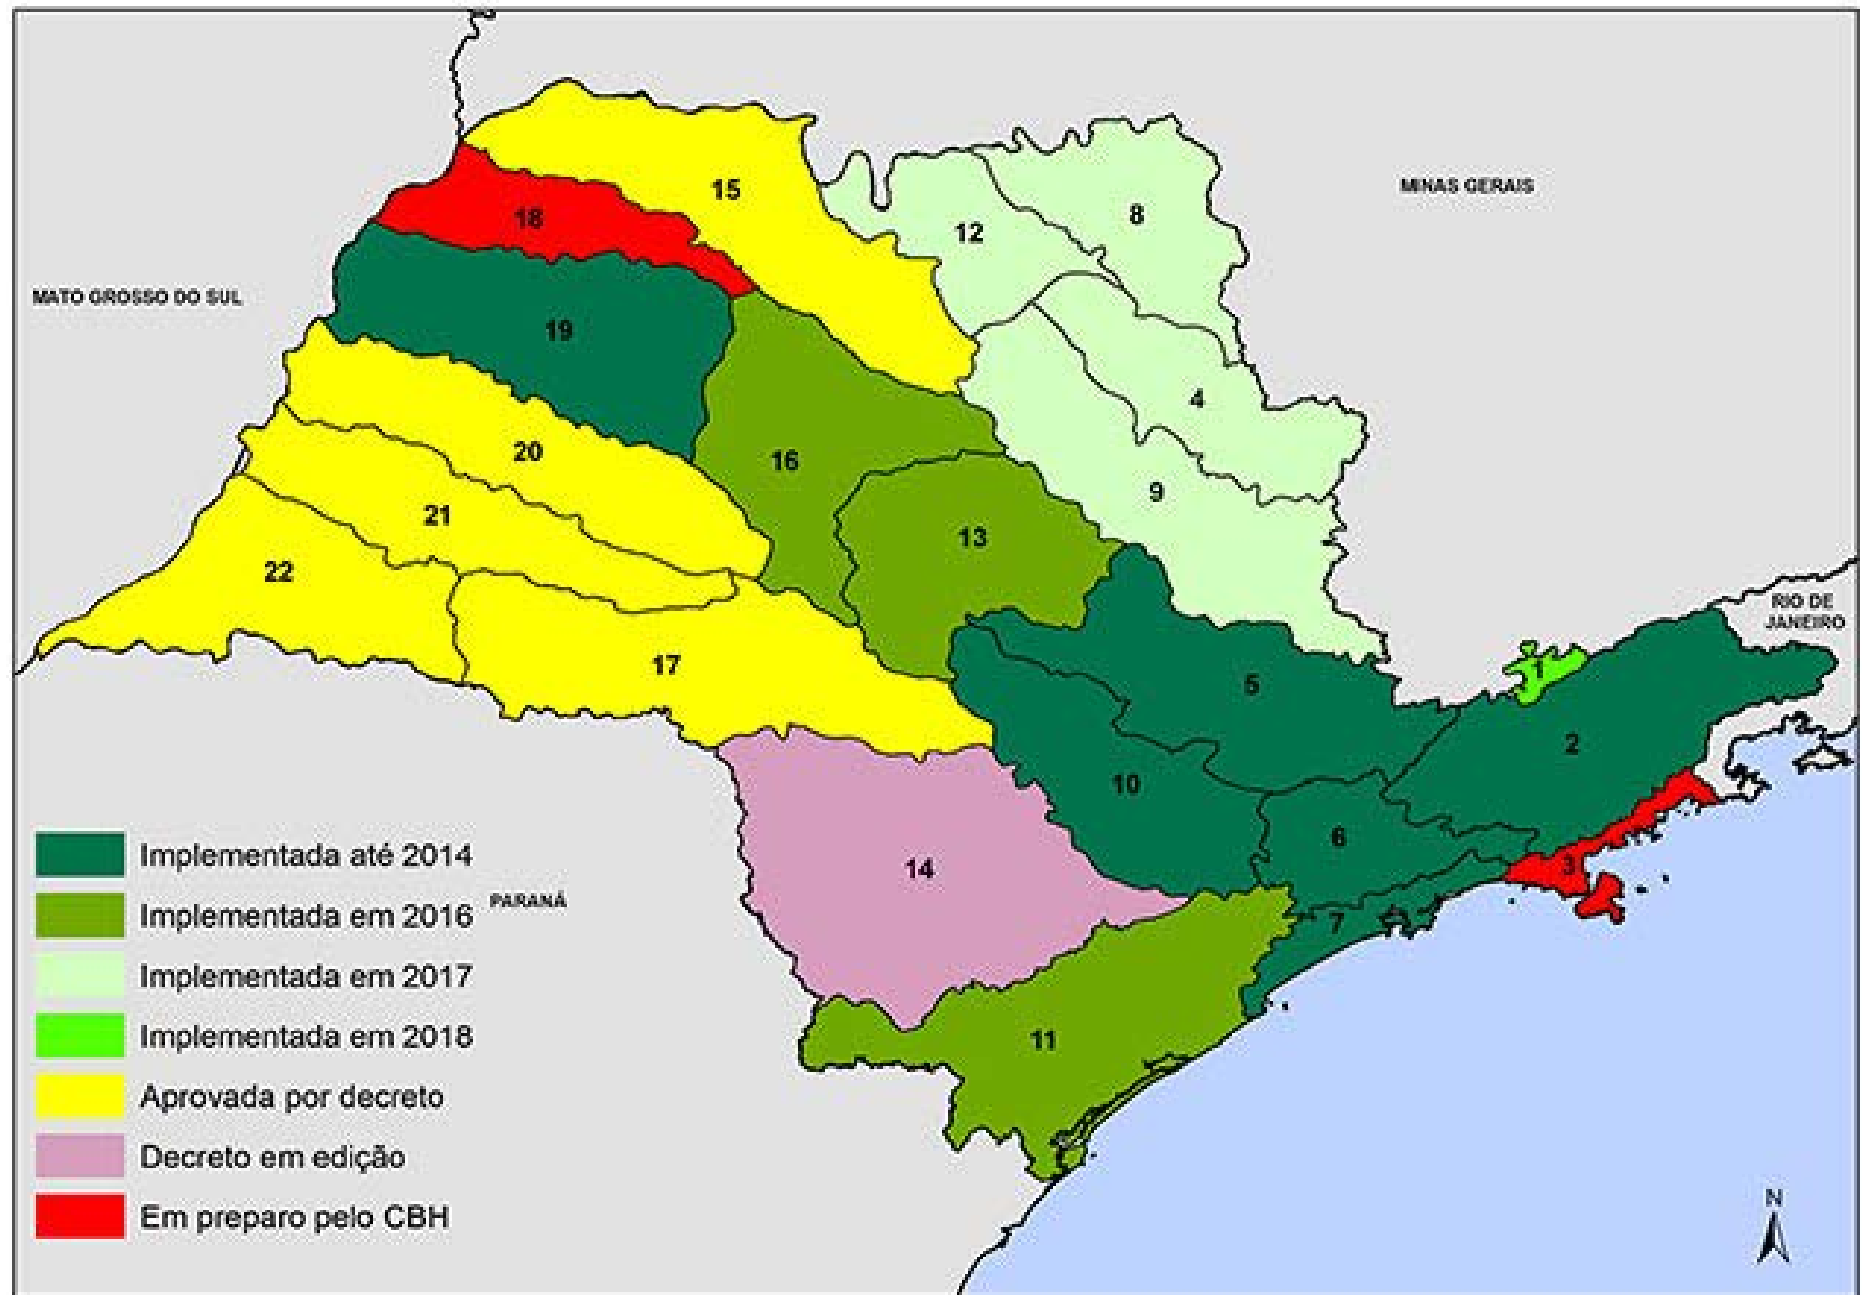 MINAS GERAIS
15
18
8
12
MATO GROSSO DO SUL
19
4
20
16
9
21
13
22
RIO DE
JANEIRO
1
17
5
2
10
6
14
3
7
11
Implementada até 2014
Implementada em 2016
PARANÁ
Implementada em 2017
Implementada em 2018
Aprovada por decreto
Decreto em edição
Em preparo pelo CBH
N